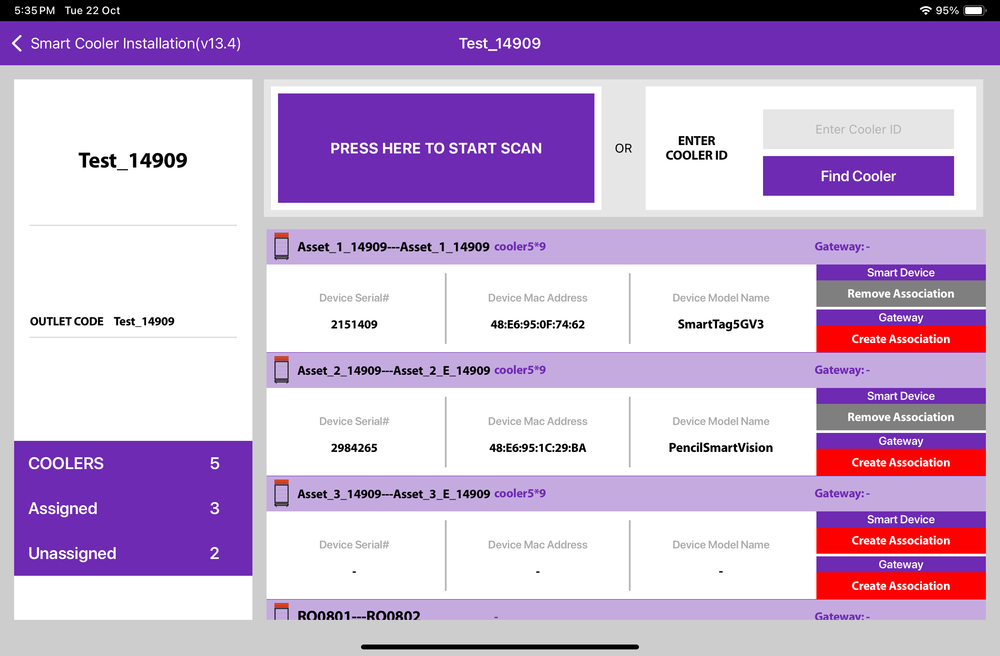 5:35 PM Tue 22 Oct
95%
Smart Cooler Installation(v13.4)
Test_14909
Test_14909
OUTLET CODE Test_14909
COOLERS 5
Assigned 3
Unassigned 2
PRESS HERE TO START SCAN
OR
ENTER
COOLER ID
Enter Cooler ID
Find Cooler
Asset_1_14909---Asset_1_14909 cooler5*9 Gateway: -
Device Serial# Device Mac Address Device Model Name
2151409 48:E6:95:0F:74:62 SmartTag5GV3
Smart Device
Remove Association
Gateway
Create Association
Asset_2_14909---Asset_2_E_14909 cooler5*9 Gateway: -
Device Serial# Device Mac Address Device Model Name
2984265 48:E6:95:1C:29:BA PencilSmartVision
Smart Device
Remove Association
Gateway
Create Association
Asset_3_14909---Asset_3_E_14909 cooler5*9 Gateway: -
Device Serial# Device Mac Address Device Model Name
- - -
Smart Device
Create Association
Gateway
Create Association
RO0801---RO0802 - Gateway: -